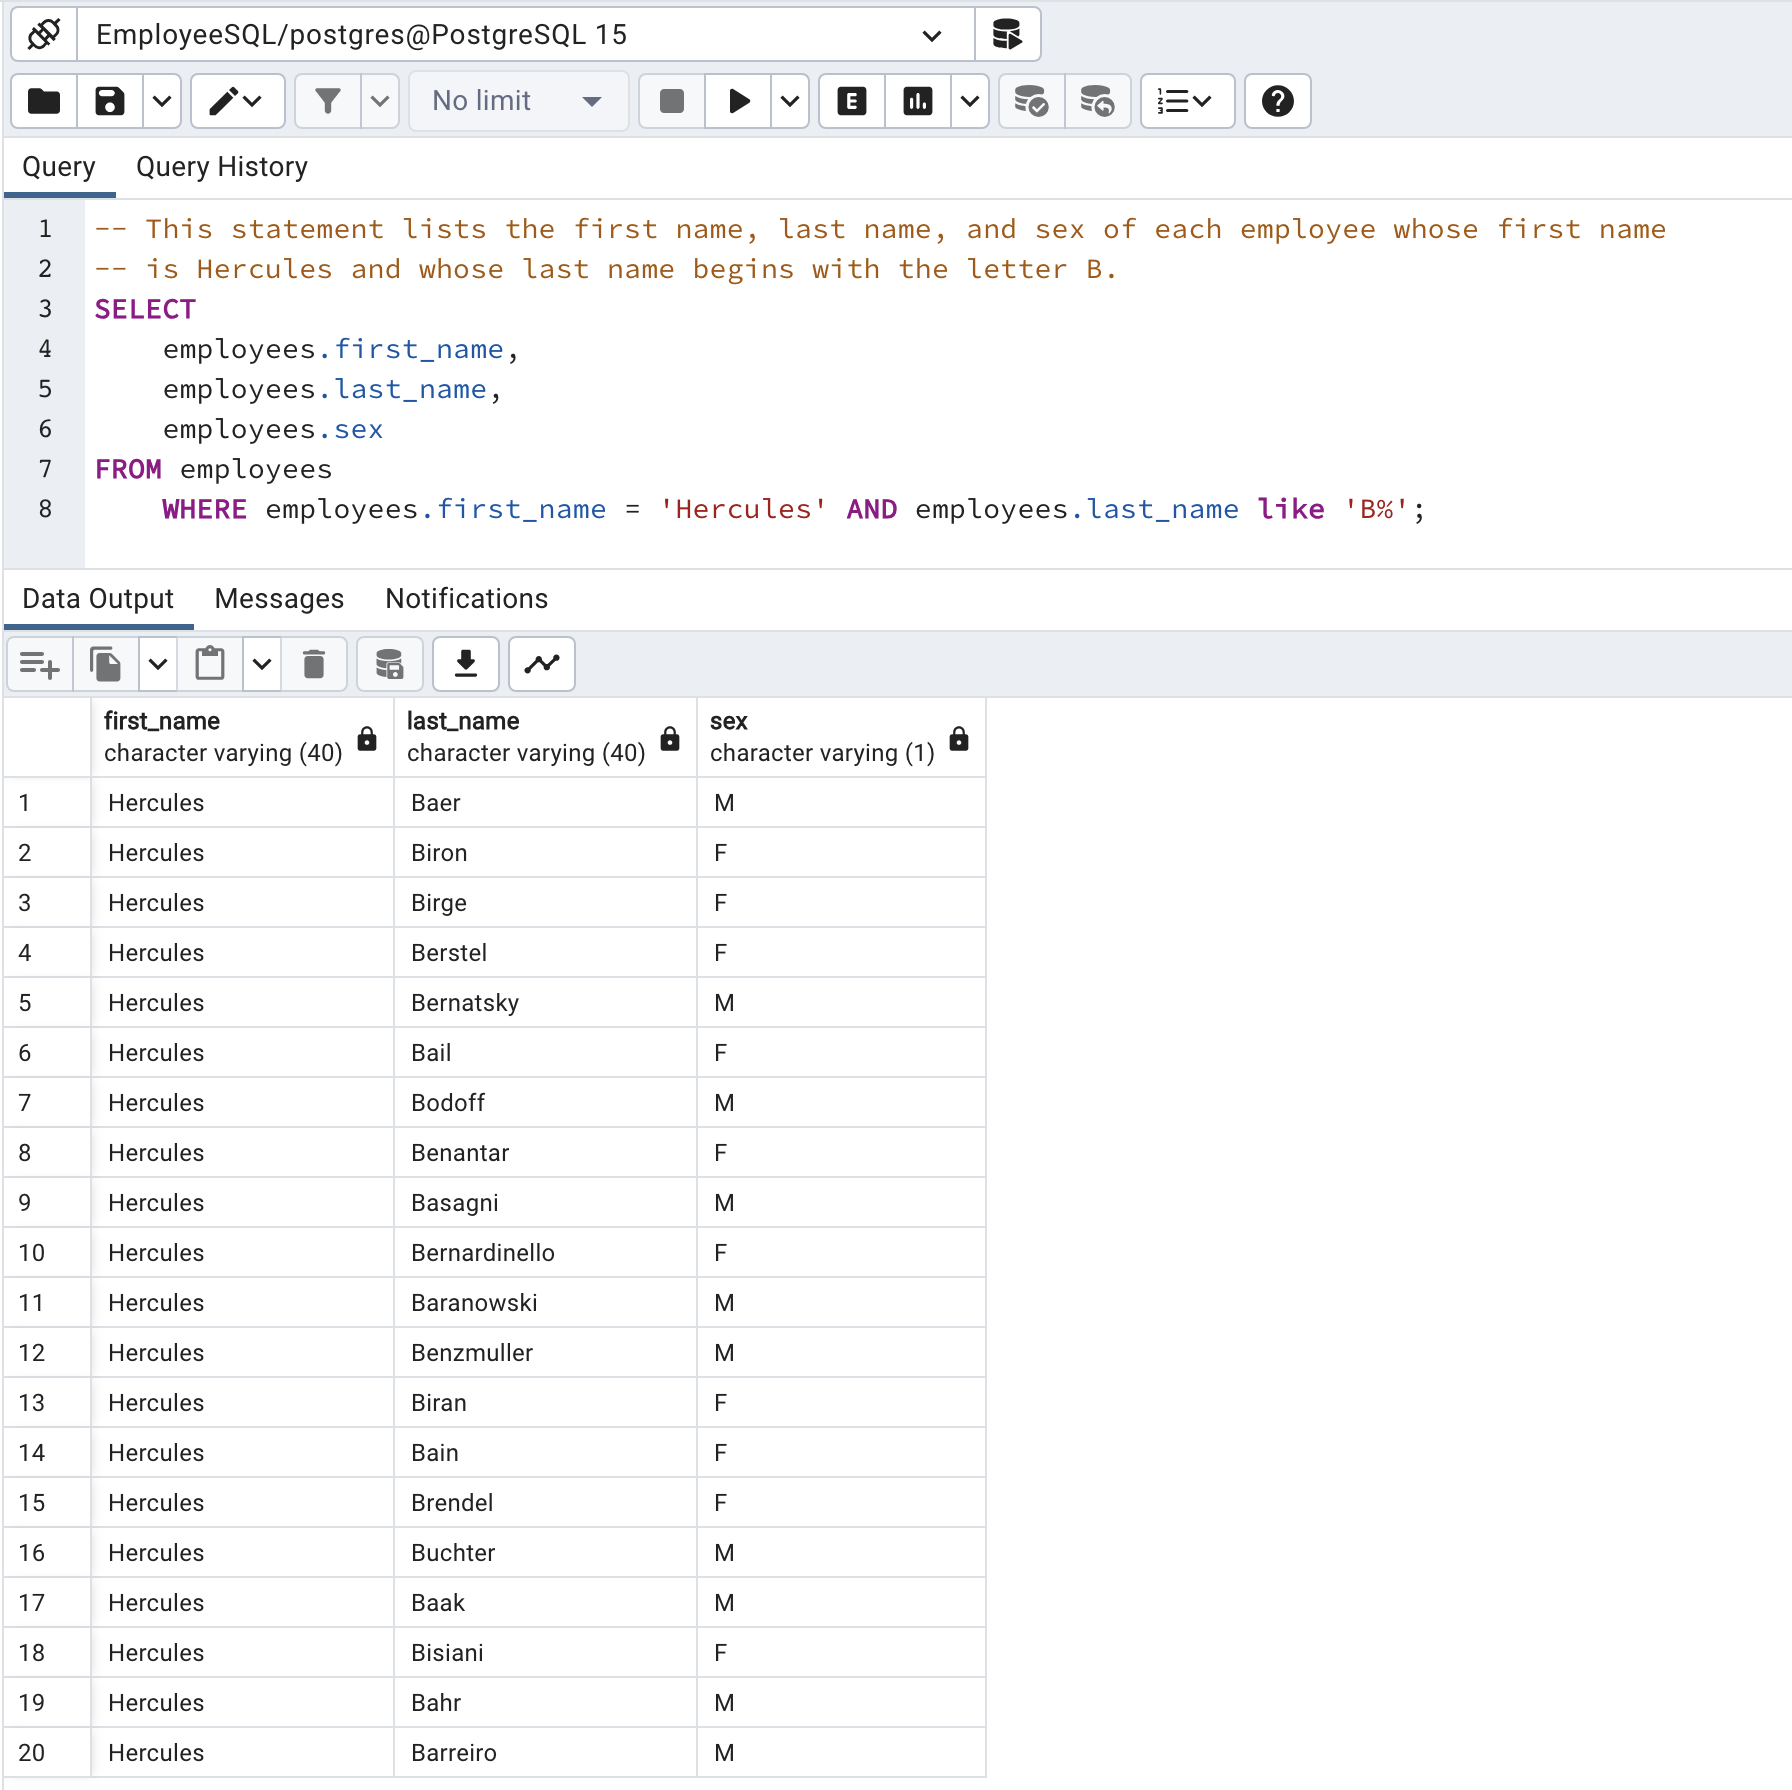 EmployeeSQL/postgres@PostgreSQL 15
No limit
E
Query Query History
1 -- This statement lists the first name, last name, and sex of each employee whose first name
2 -- is Hercules and whose last name begins with the letter B.
3 SELECT
4 employees.first_name,
5 employees.last_name,
6 employees.sex
7 FROM employees
8 WHERE employees.first_name = 'Hercules' AND employees.last_name like 'B%';
Data Output Messages Notifications
first_name last_name sex
character varying (40) character varying (40) character varying (1)
1 Hercules Baer M
2 Hercules Biron F
3 Hercules Birge F
4 Hercules Berstel F
5 Hercules Bernatsky M
6 Hercules Bail F
7 Hercules Bodoff M
8 Hercules Benantar F
9 Hercules Basagni M
10 Hercules Bernardinello F
11 Hercules Baranowski M
12 Hercules Benzmuller M
13 Hercules Biran F
14 Hercules Bain F
15 Hercules Brendel F
16 Hercules Buchter M
17 Hercules Baak M
18 Hercules Bisiani F
19 Hercules Bahr M
20 Hercules Barreiro M